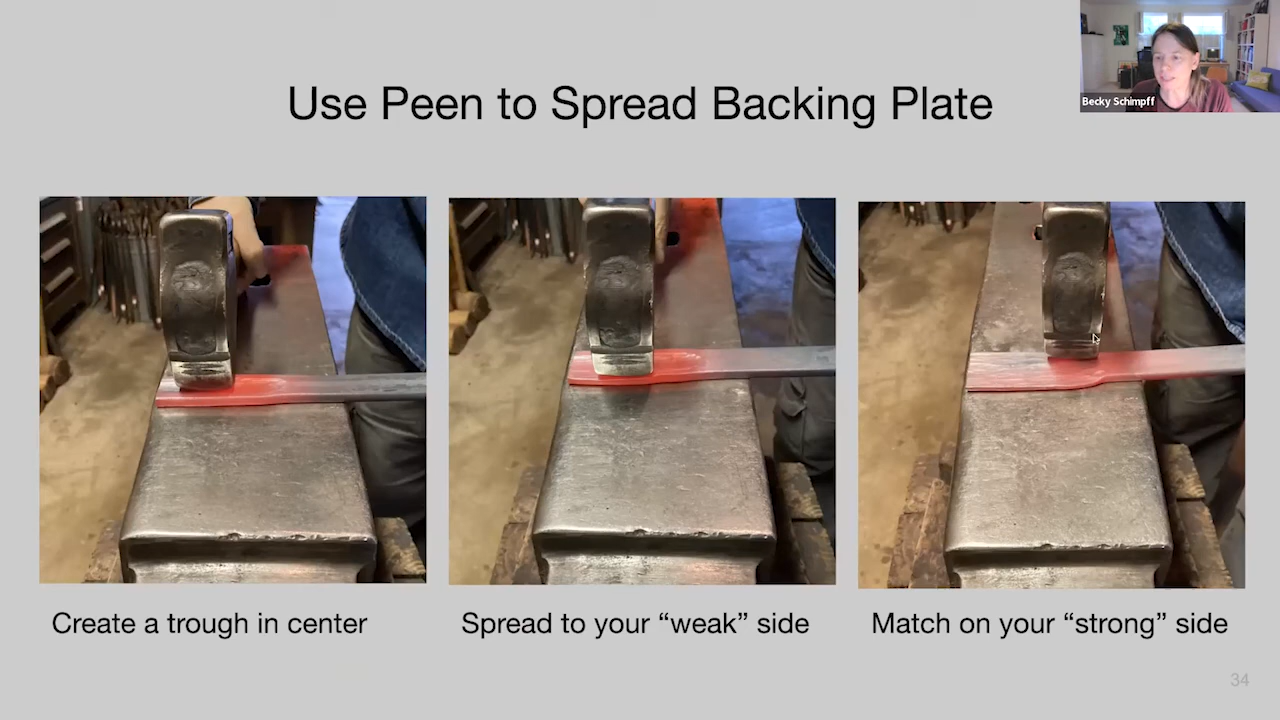 Use Peen to Spread Backing Plate
Becky Schimpff
Create a trough in center
Spread to your “weak” side
Match on your “strong” side
34